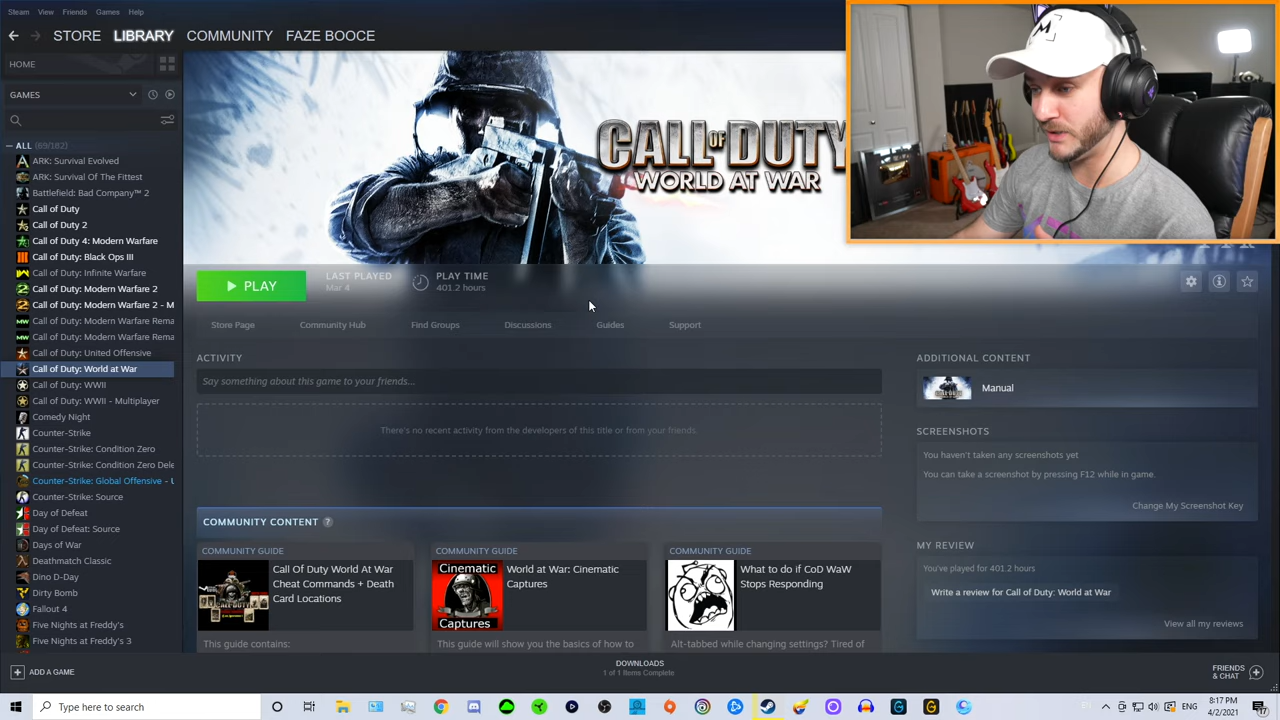 Steam View Friends Games Help
STORE LIBRARY COMMUNITY FAZE BOOCE
HOME
GAMES
ALL (69/182)
ARK: Survival Evolved
ARK: Survival Of The Fittest
Battlefield: Bad Company™ 2
Call of Duty
Call of Duty 2
Call of Duty 4: Modern Warfare
Call of Duty: Black Ops III
Call of Duty: Infinite Warfare
Call of Duty: Modern Warfare 2
Call of Duty: Modern Warfare 2 - M
Call of Duty: Modern Warfare Rema
Call of Duty: Modern Warfare Rema
Call of Duty: United Offensive
Call of Duty: World at War
Call of Duty: WWII
Call of Duty: WWII - Multiplayer
Comedy Night
Counter-Strike
Counter-Strike: Condition Zero
Counter-Strike: Condition Zero Dele
Counter-Strike: Global Offensive - U
Counter-Strike: Source
Day of Defeat
Day of Defeat: Source
Days of War
Deathmatch Classic
Dino D-Day
Dirty Bomb
Fallout 4
Five Nights at Freddy's
Five Nights at Freddy's 3
ADD A GAME
CALL OF DUTY
WORLD AT WAR
PLAY
LAST PLAYED
Mar 4
PLAY TIME
401.2 hours
Store Page Community Hub Find Groups Discussions Guides Support
ACTIVITY
Say something about this game to your friends...
There's no recent activity from the developers of this title or from your friends.
COMMUNITY CONTENT ?
COMMUNITY GUIDE
Call Of Duty World At War
Cheat Commands + Death
Card Locations
This guide contains:
COMMUNITY GUIDE
Cinematic
Captures
World at War: Cinematic
Captures
This guide will show you the basics of how to
COMMUNITY GUIDE
What to do if CoD WaW
Stops Responding
Alt-tabbed while changing settings? Tired of
ADDITIONAL CONTENT
Manual
SCREENSHOTS
You haven't taken any screenshots yet
You can take a screenshot by pressing F12 while in game.
Change My Screenshot Key
MY REVIEW
You've played for 401.2 hours
Write a review for Call of Duty: World at War
View all my reviews
DOWNLOADS
1 of 1 Items Complete
FRIENDS
& CHAT
Type here to search
ENG
8:17 PM
4/2/2021
17